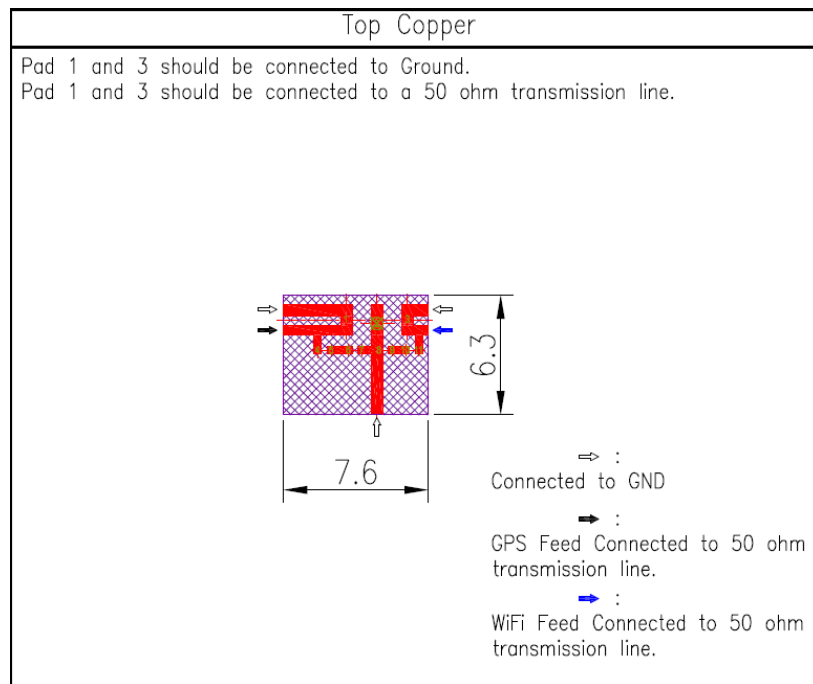 Top Copper
Pad 1 and 3 should be connected to Ground.
Pad 1 and 3 should be connected to a 50 ohm transmission line.
6.3
7.6
:
Connected to GND
:
GPS Feed Connected to 50 ohm
transmission line.
:
WiFi Feed Connected to 50 ohm
transmission line.